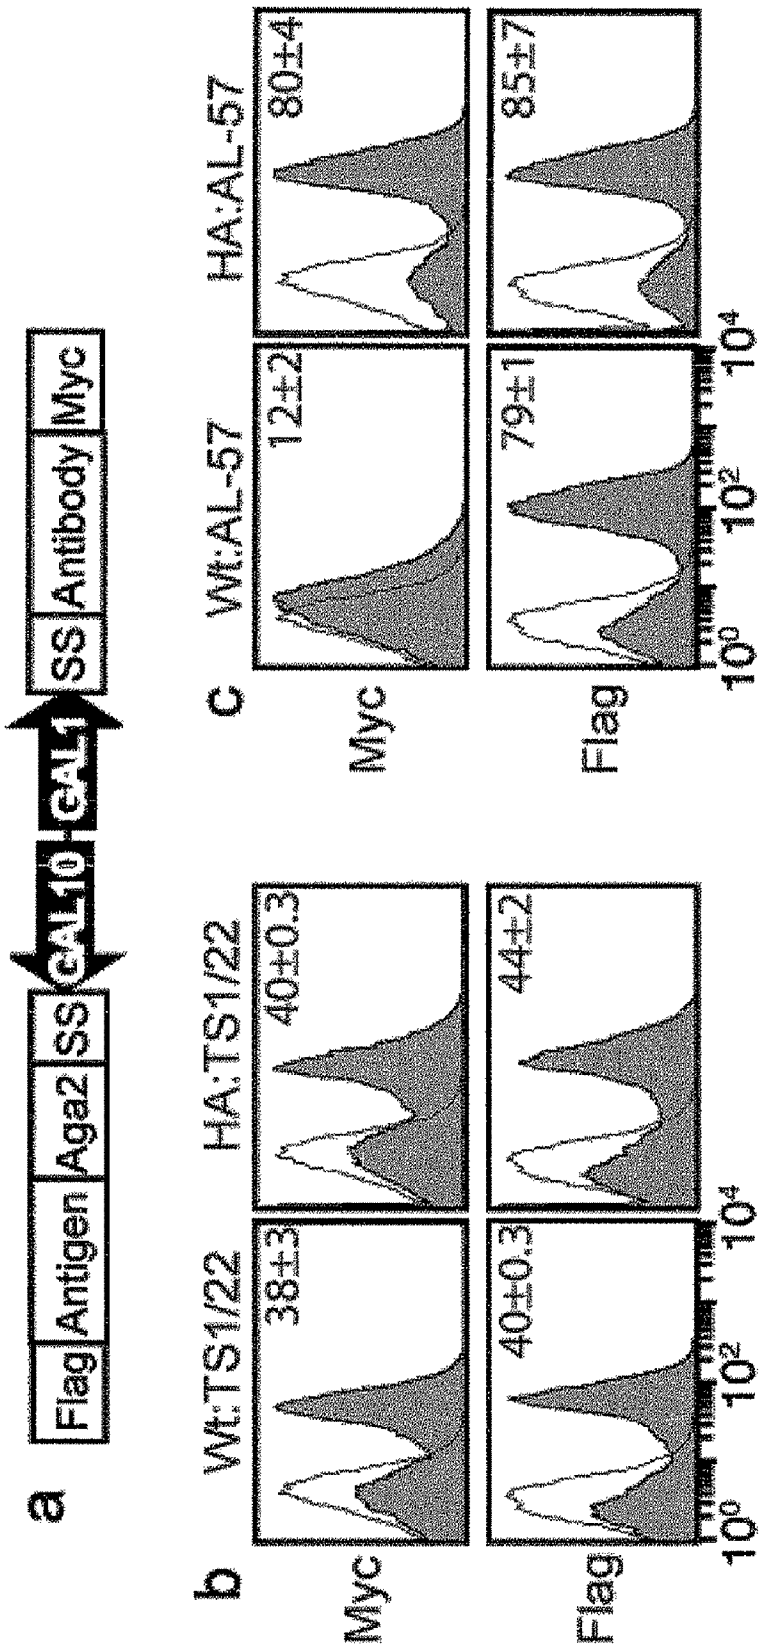 a
Flag Antigen Aga2 SS GAL10 GAL1 SS Antibody Myc
b
Wt:TS1/22 HA:TS1/22
Myc 38±3 40±0.3
Flag 40±0.3 44±2
10⁰ 10² 10⁴
c
Wt:AL-57 HA:AL-57
Myc 12±2 80±4
Flag 79±1 85±7
10⁰ 10² 10⁴